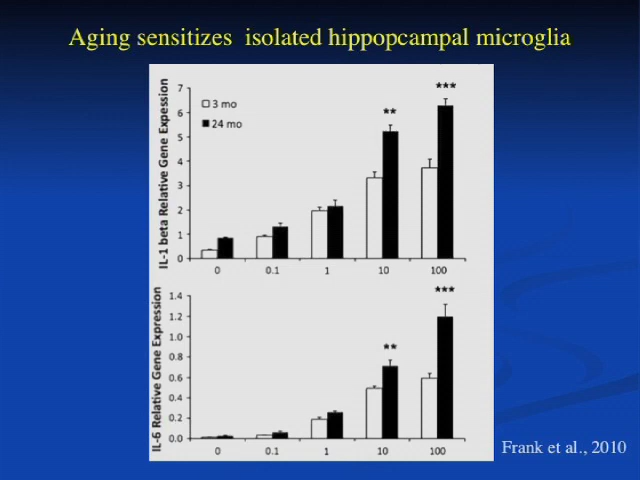 Aging sensitizes isolated hippopcampal microglia
IL-1 beta Relative Gene Expession
7
6
5
4
3
2
1
0
3 mo
24 mo
**
***
0 0.1 1 10 100
IL-6 Relative Gene Expression
1.4
1.2
1.0
0.8
0.6
0.4
0.2
0.0
**
***
0 0.1 1 10 100
Frank et al., 2010